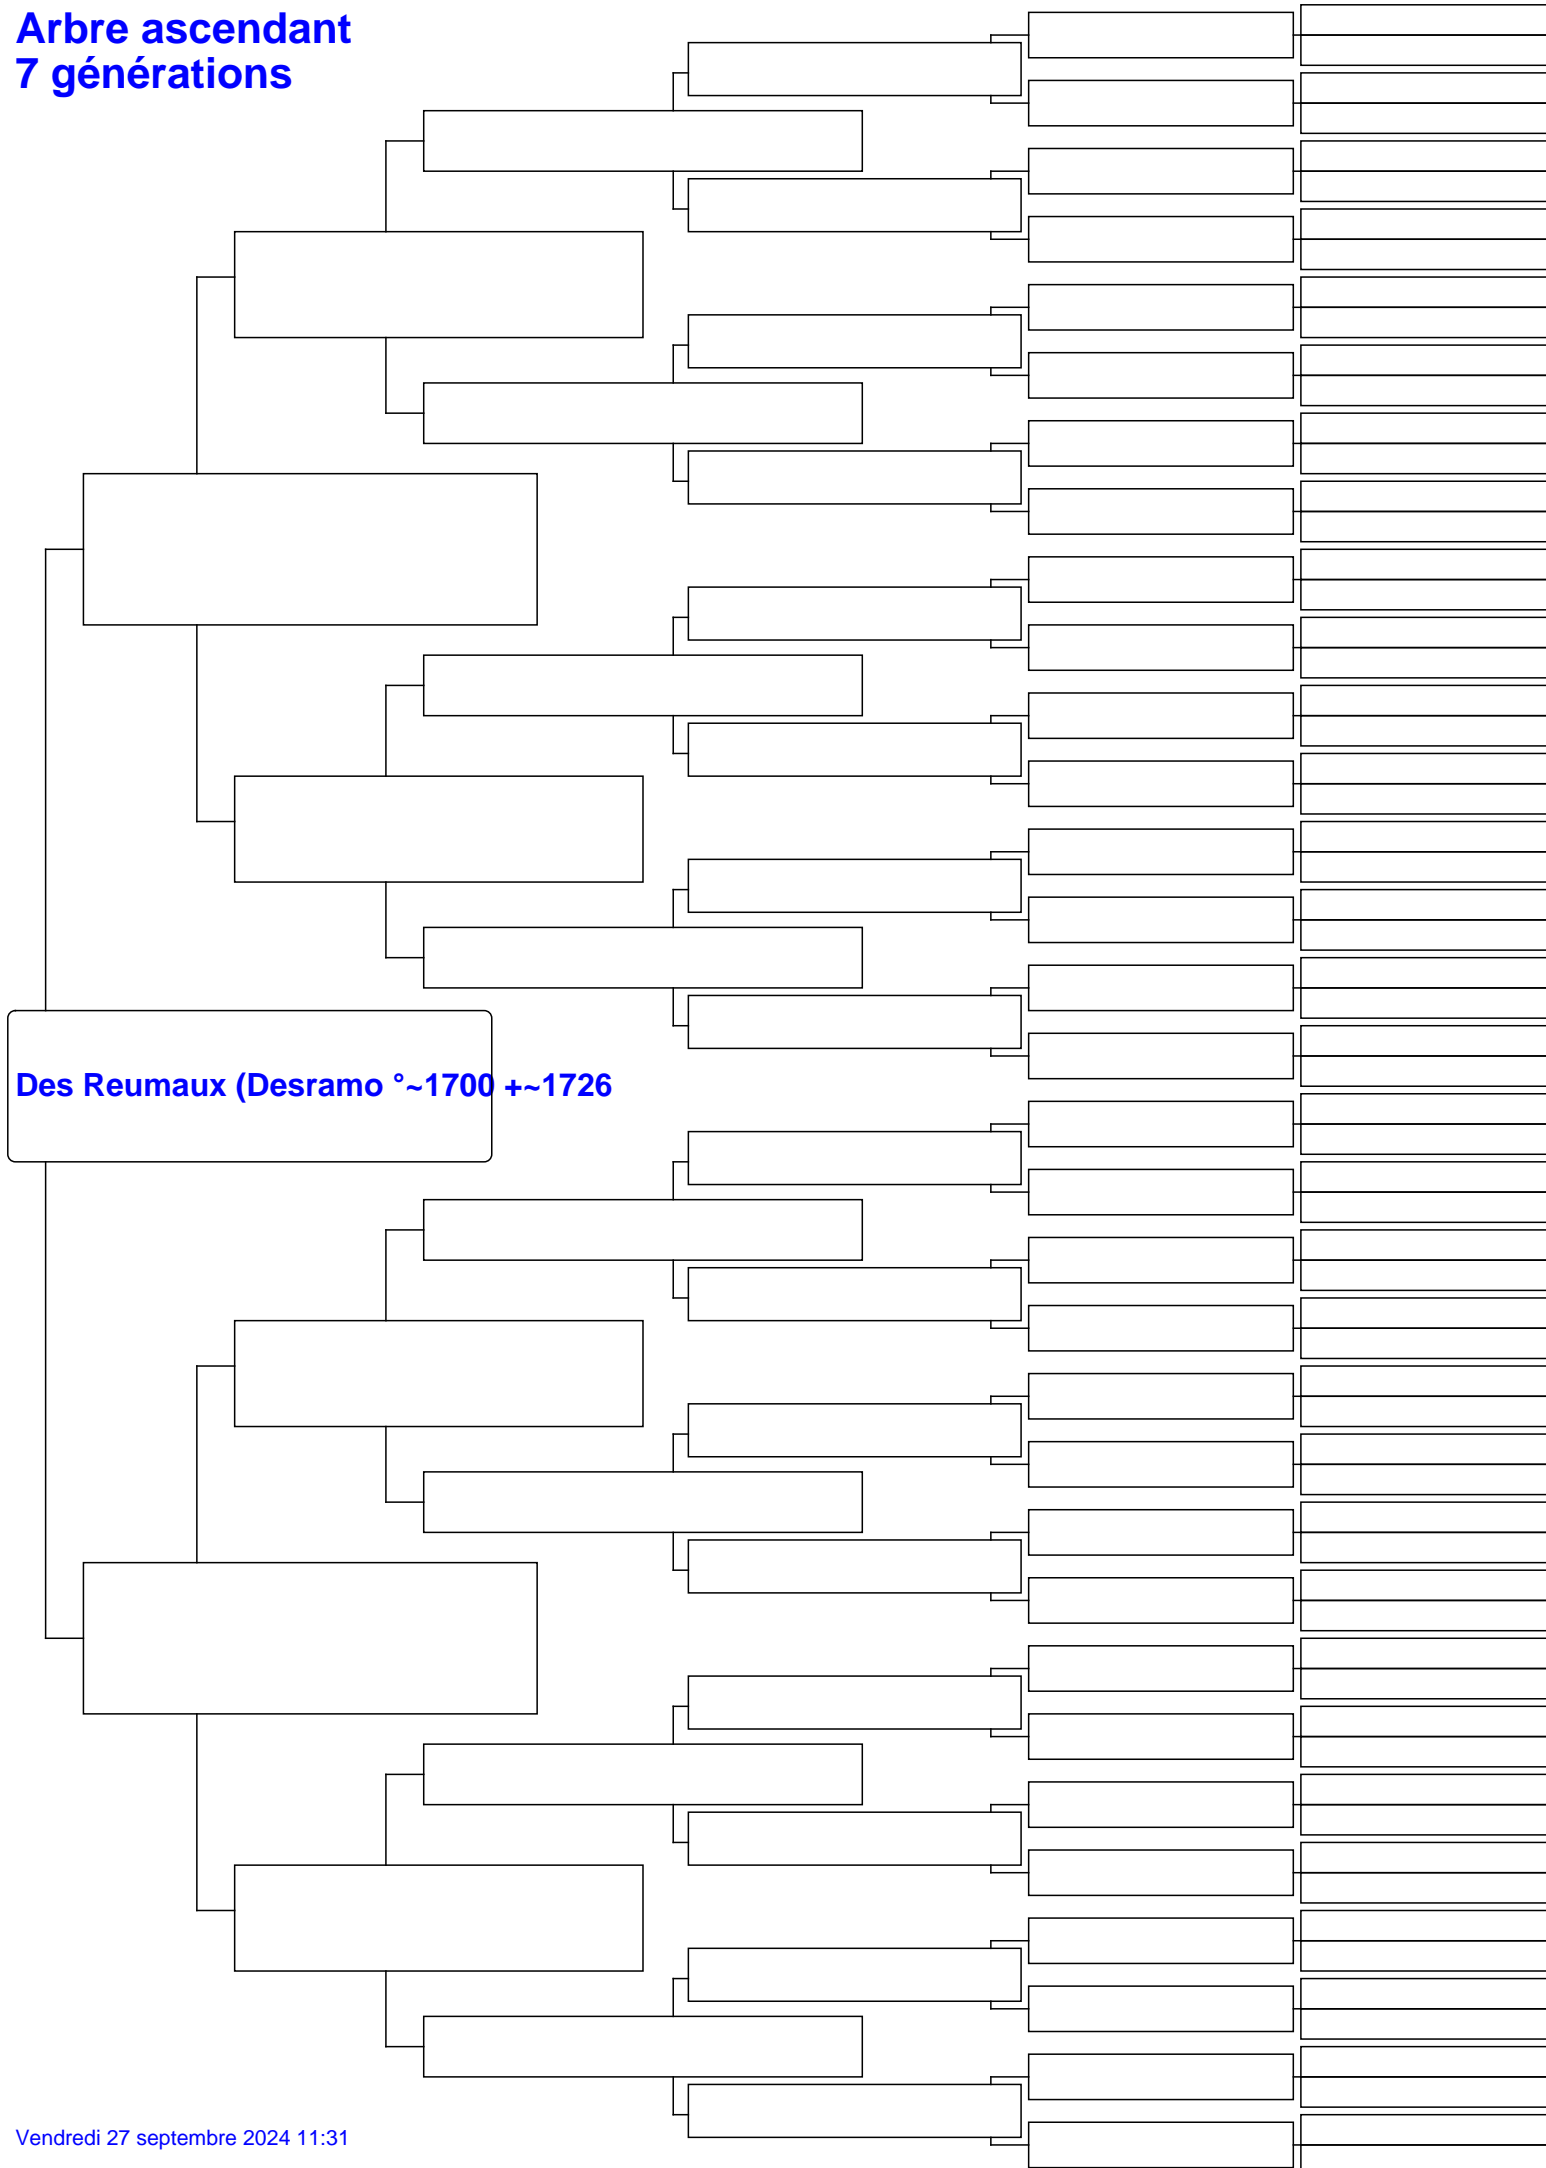 Arbre ascendant
7 générations
Des Reumaux (Desramo °~1700 +~1726
Vendredi 27 septembre 2024 11:31